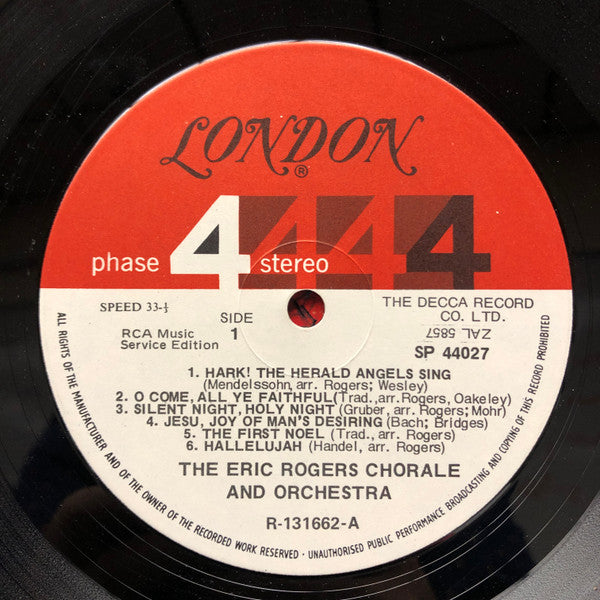 LONDON
®
phase 4 stereo 4 4 4
SPEED 33-⅓
RCA Music
Service Edition
SIDE
1
THE DECCA RECORD
CO. LTD.
ZAL 5857
SP 44027
1. HARK! THE HERALD ANGELS SING
(Mendelssohn, arr. Rogers; Wesley)
2. O COME, ALL YE FAITHFUL(Trad.,arr.Rogers, Oakeley)
3. SILENT NIGHT, HOLY NIGHT (Gruber, arr. Rogers; Mohr)
4. JESU, JOY OF MAN'S DESIRING (Bach; Bridges)
5. THE FIRST NOEL (Trad., arr. Rogers)
6. HALLELUJAH (Handel, arr. Rogers)
THE ERIC ROGERS CHORALE
AND ORCHESTRA
R-131662-A
ALL RIGHTS OF THE MANUFACTURER AND OF THE OWNER OF THE RECORDED WORK RESERVED · UNAUTHORISED PUBLIC PERFORMANCE BROADCASTING AND COPYING OF THIS RECORD PROHIBITED